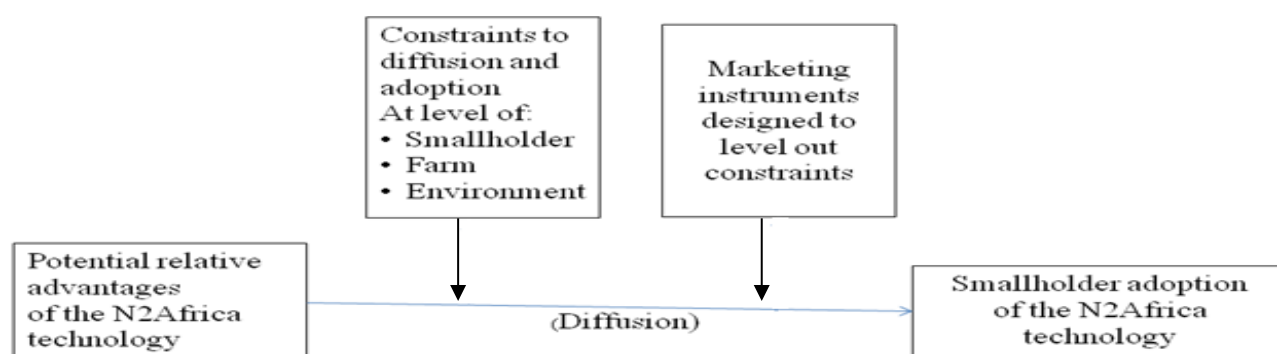 Constraints to
diffusion and
adoption
At level of:
• Smallholder
• Farm
• Environment
Marketing
instruments
designed to
level out
constraints
Potential relative
advantages
of the N2Africa
technology
(Diffusion)
Smallholder adoption
of the N2Africa
technology